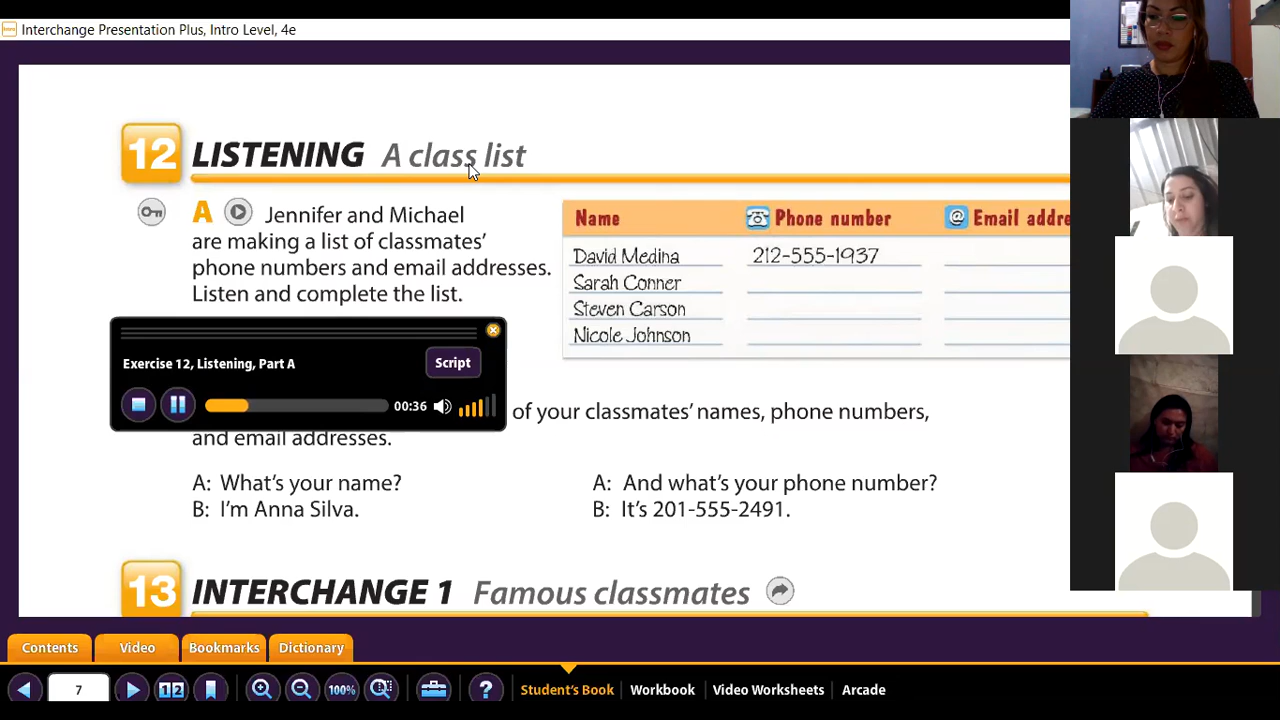 Interchange Presentation Plus, Intro Level, 4e
12 LISTENING A class list
A Jennifer and Michael
are making a list of classmates'
phone numbers and email addresses.
Listen and complete the list.
Name Phone number @ Email addre
David Medina 212-555-1937
Sarah Conner
Steven Carson
Nicole Johnson
Exercise 12, Listening, Part A Script
00:36
of your classmates' names, phone numbers,
and email addresses.
A: What's your name? A: And what's your phone number?
B: I'm Anna Silva. B: It's 201-555-2491.
13 INTERCHANGE 1 Famous classmates
Contents Video Bookmarks Dictionary
7 12 100% ? Student's Book Workbook Video Worksheets Arcade